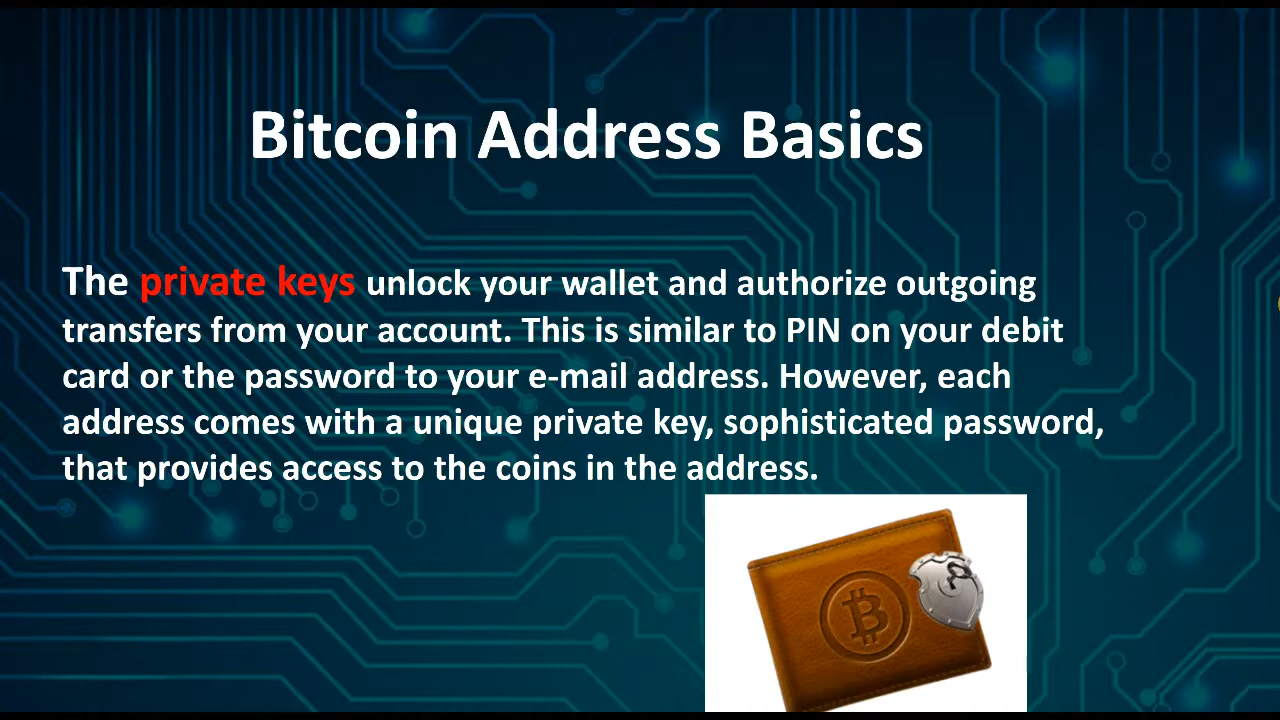 Bitcoin Address Basics
The private keys unlock your wallet and authorize outgoing
transfers from your account. This is similar to PIN on your debit
card or the password to your e-mail address. However, each
address comes with a unique private key, sophisticated password,
that provides access to the coins in the address.